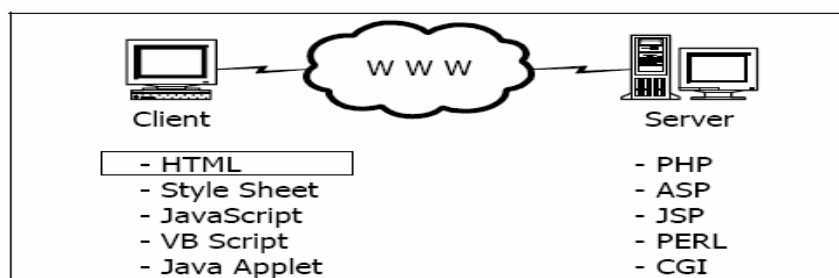 W W W
Client
Server
- HTML
- Style Sheet
- JavaScript
- VB Script
- Java Applet
- PHP
- ASP
- JSP
- PERL
- CGI